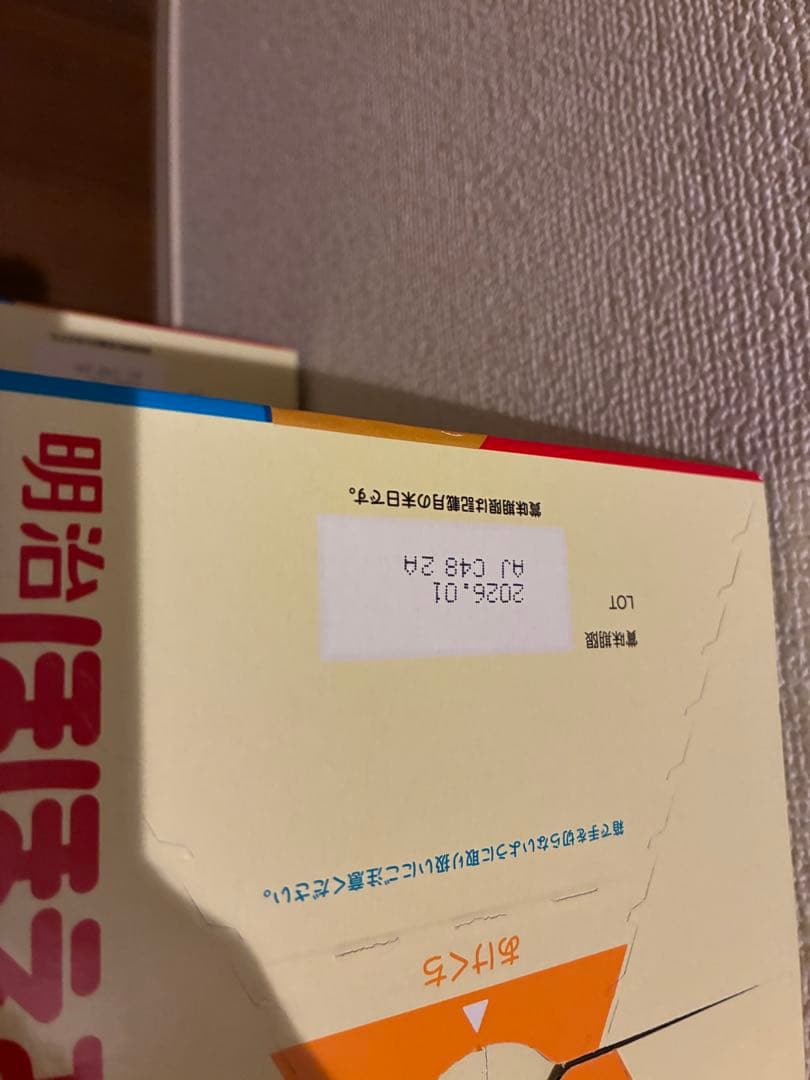 明治ほほえ
賞味期限
LOT
2026.01
AJ C48 2A
賞味期限は記載月の末日です。
箱で手を切らないように取り扱いにご注意ください。
あけくち